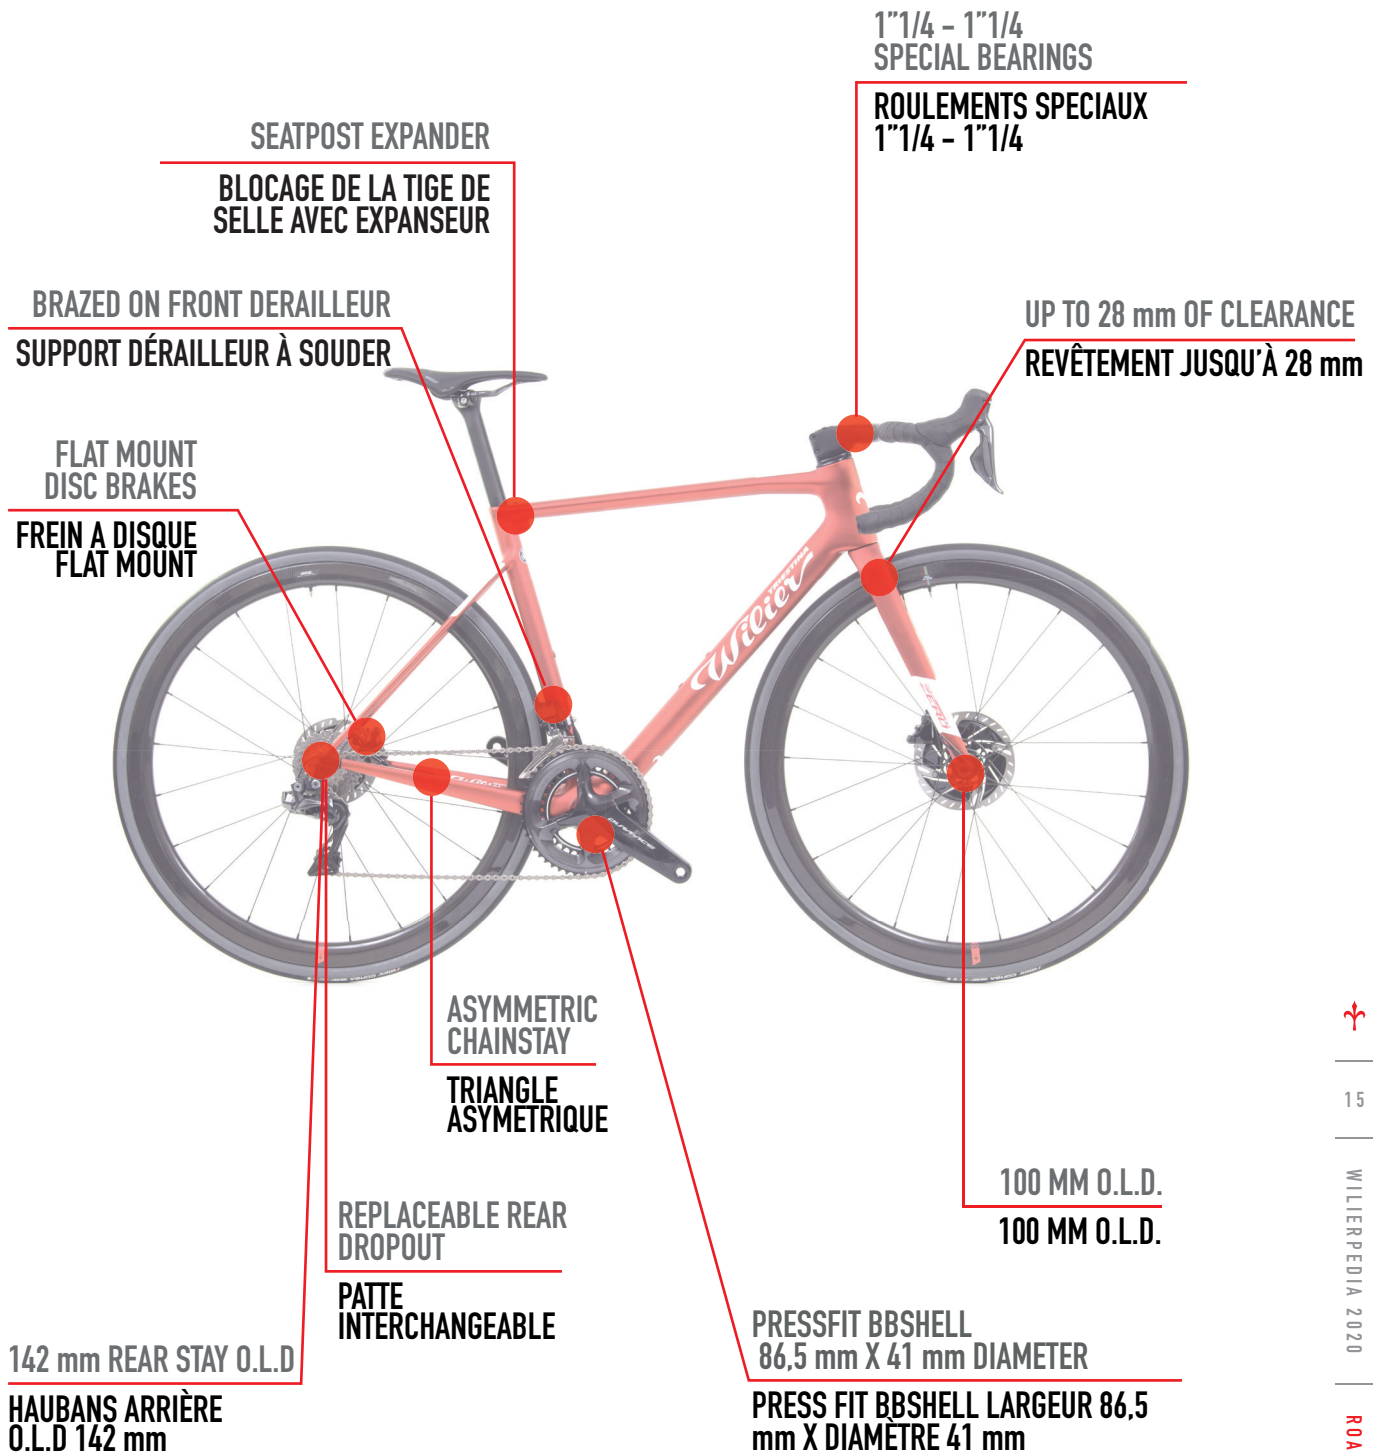 1”1/4 - 1”1/4
SPECIAL BEARINGS
ROULEMENTS SPECIAUX
1”1/4 - 1”1/4
SEATPOST EXPANDER
BLOCAGE DE LA TIGE DE
SELLE AVEC EXPANSEUR
BRAZED ON FRONT DERAILLEUR
SUPPORT DÉRAILLEUR À SOUDER
UP TO 28 mm OF CLEARANCE
REVÊTEMENT JUSQU’À 28 mm
FLAT MOUNT
DISC BRAKES
FREIN A DISQUE
FLAT MOUNT
TRIESTINA
Wilier
ZERO
DURA-ACE
ASYMMETRIC
CHAINSTAY
TRIANGLE
ASYMETRIQUE
100 MM O.L.D.
100 MM O.L.D.
REPLACEABLE REAR
DROPOUT
PATTE
INTERCHANGEABLE
142 mm REAR STAY O.L.D
HAUBANS ARRIÈRE
O.L.D 142 mm
PRESSFIT BBSHELL
86,5 mm X 41 mm DIAMETER
PRESS FIT BBSHELL LARGEUR 86,5
mm X DIAMÈTRE 41 mm
15
WILIERPEDIA 2020
ROA